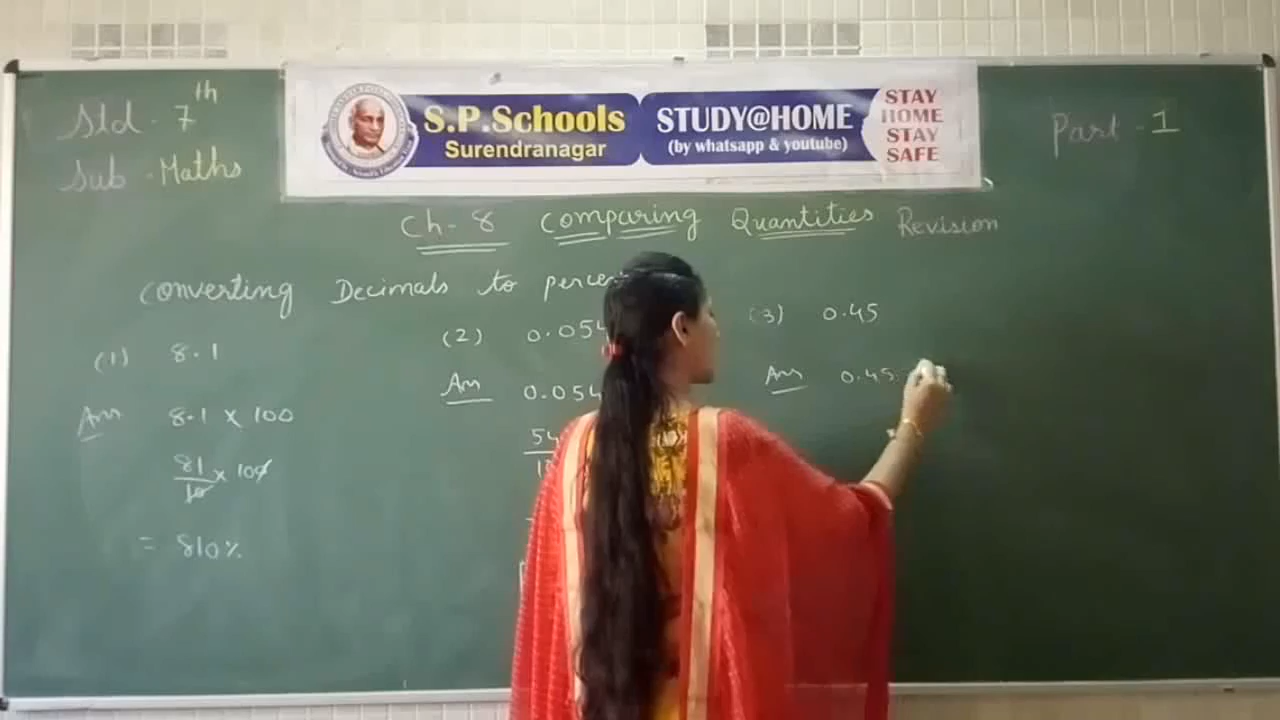 Std - 7th
Sub - Maths
S.P.Schools
Surendranagar
STUDY@HOME
(by whatsapp & youtube)
STAY
HOME
STAY
SAFE
Part - 1
Ch- 8 Comparing Quantities Revision
Converting Decimals to
(1) 8.1
Ans 8.1 x 100
81/10 x 100
= 810%
(2) 0.054
Ans 0.054
54
(3) 0.45
Ans 0.45